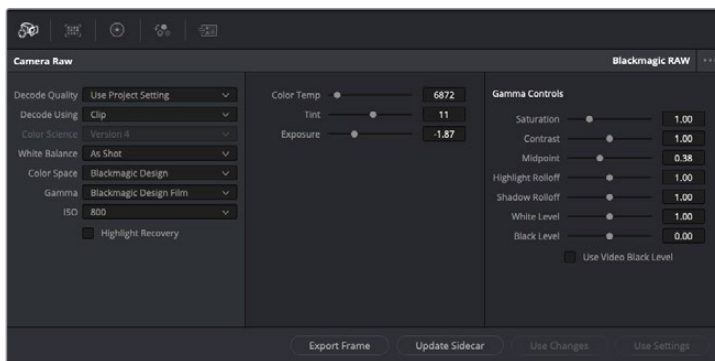 Camera Raw
Blackmagic RAW
Decode Quality Use Project Setting
Decode Using Clip
Color Science Version 4
White Balance As Shot
Color Space Blackmagic Design
Gamma Blackmagic Design Film
ISO 800
Highlight Recovery
Color Temp 6872
Tint 11
Exposure -1.87
Gamma Controls
Saturation 1.00
Contrast 1.00
Midpoint 0.38
Highlight Rolloff 1.00
Shadow Rolloff 1.00
White Level 1.00
Black Level 0.00
Use Video Black Level
Export Frame
Update Sidecar
Use Changes
Use Settings